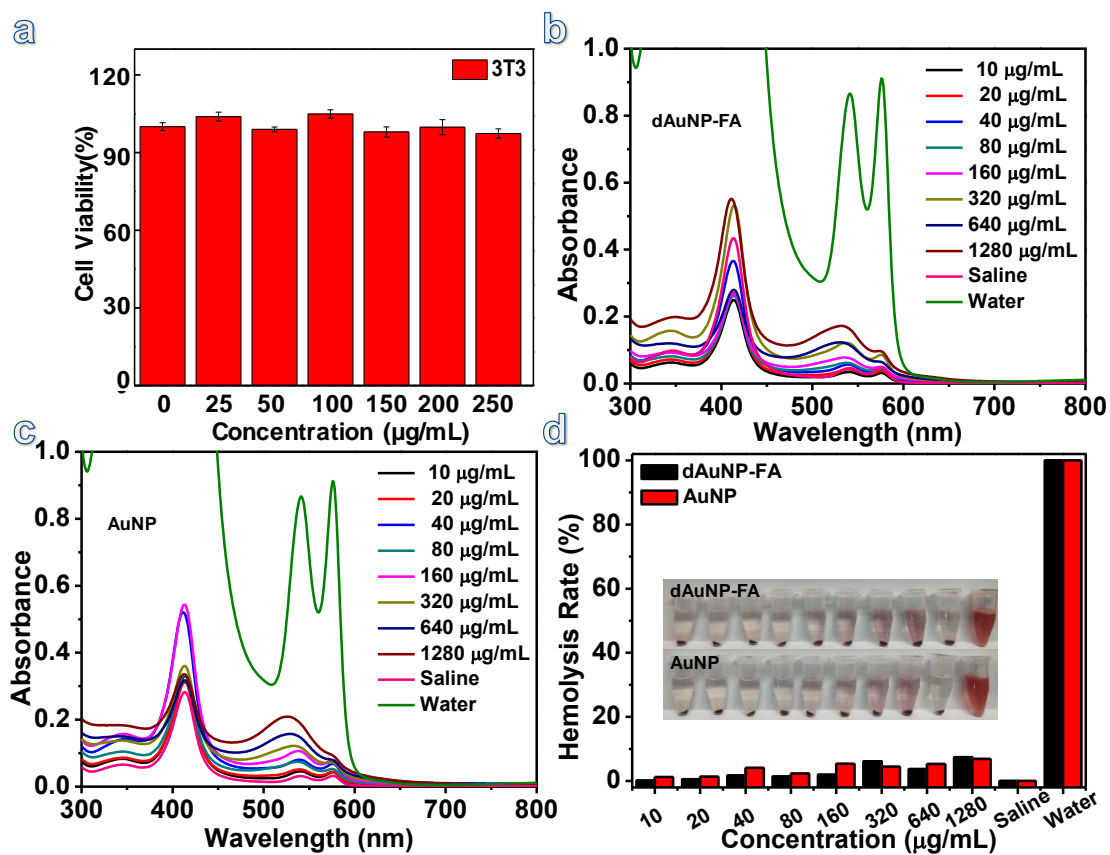 a
3T3
120
90
60
30
0
Cell Viability(%)
0 25 50 100 150 200 250
Concentration (μg/mL)
b
1.0
0.8
0.6
0.4
0.2
0.0
Absorbance
dAuNP-FA
10 μg/mL
20 μg/mL
40 μg/mL
80 μg/mL
160 μg/mL
320 μg/mL
640 μg/mL
1280 μg/mL
Saline
Water
300 400 500 600 700 800
Wavelength (nm)
c
1.0
0.8
0.6
0.4
0.2
0.0
Absorbance
AuNP
10 μg/mL
20 μg/mL
40 μg/mL
80 μg/mL
160 μg/mL
320 μg/mL
640 μg/mL
1280 μg/mL
Saline
Water
300 400 500 600 700 800
Wavelength (nm)
d
100
80
60
40
20
0
Hemolysis Rate (%)
dAuNP-FA
AuNP
dAuNP-FA
AuNP
10 20 40 80 160 320 640 1280 Saline Water
Concentration (μg/mL)